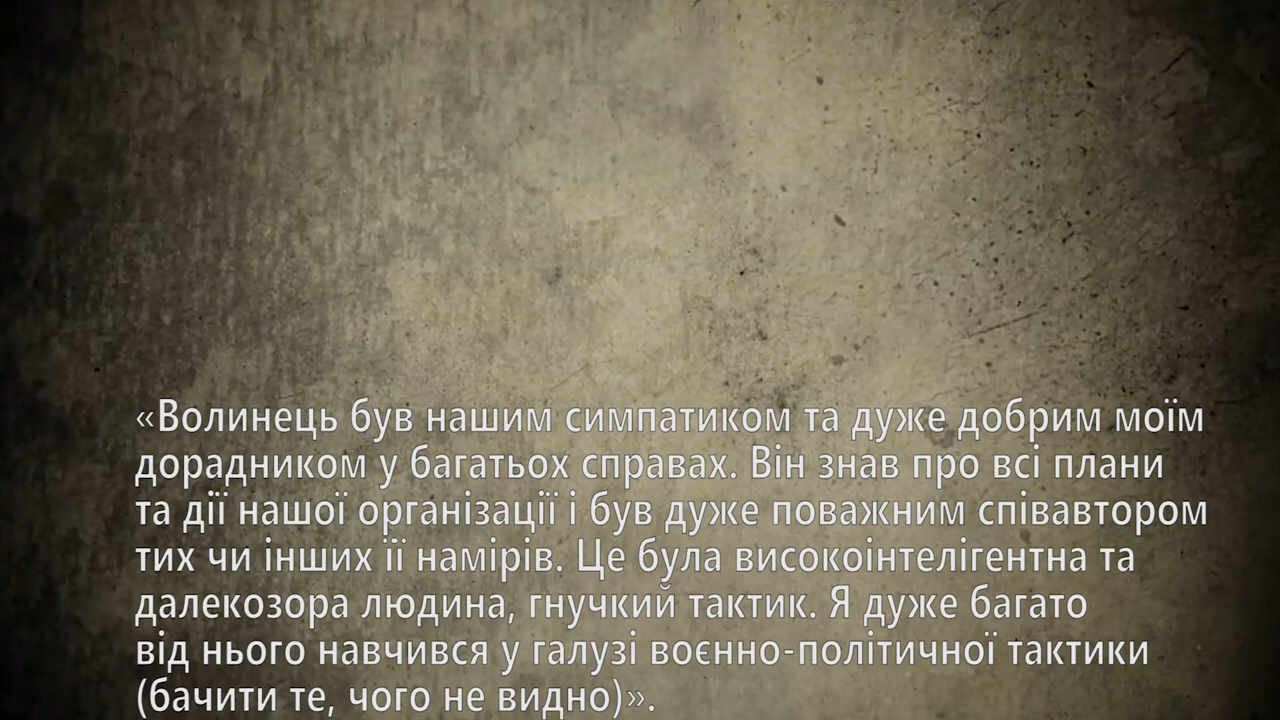 «Волинець був нашим симпатиком та дуже добрим моїм
дорадником у багатьох справах. Він знав про всі плани
та дії нашої організації і був дуже поважним співавтором
тих чи інших її намірів. Це була високоінтелігентна та
далекозора людина, гнучкий тактик. Я дуже багато
від нього навчився у галузі воєнно-політичної тактики
(бачити те, чого не видно)».